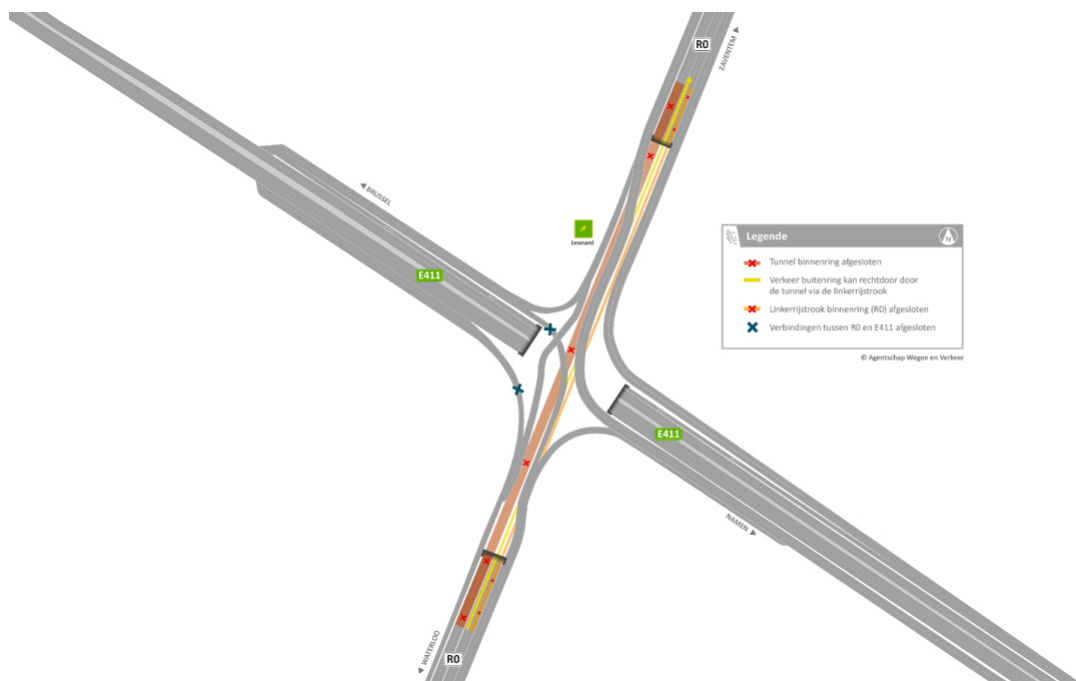 R0
ZAVENTEM
BRUSSEL
Leonard
E411
Legende
N
Tunnel binnenring afgesloten
Verkeer buitenring kan rechtdoor door
de tunnel via de linkerrijstrook
Linkerrijstrook binnenring (R0) afgesloten
Verbindingen tussen R0 en E411 afgesloten
© Agentschap Wegen en Verkeer
E411
NAMEN
WATERLOO
R0